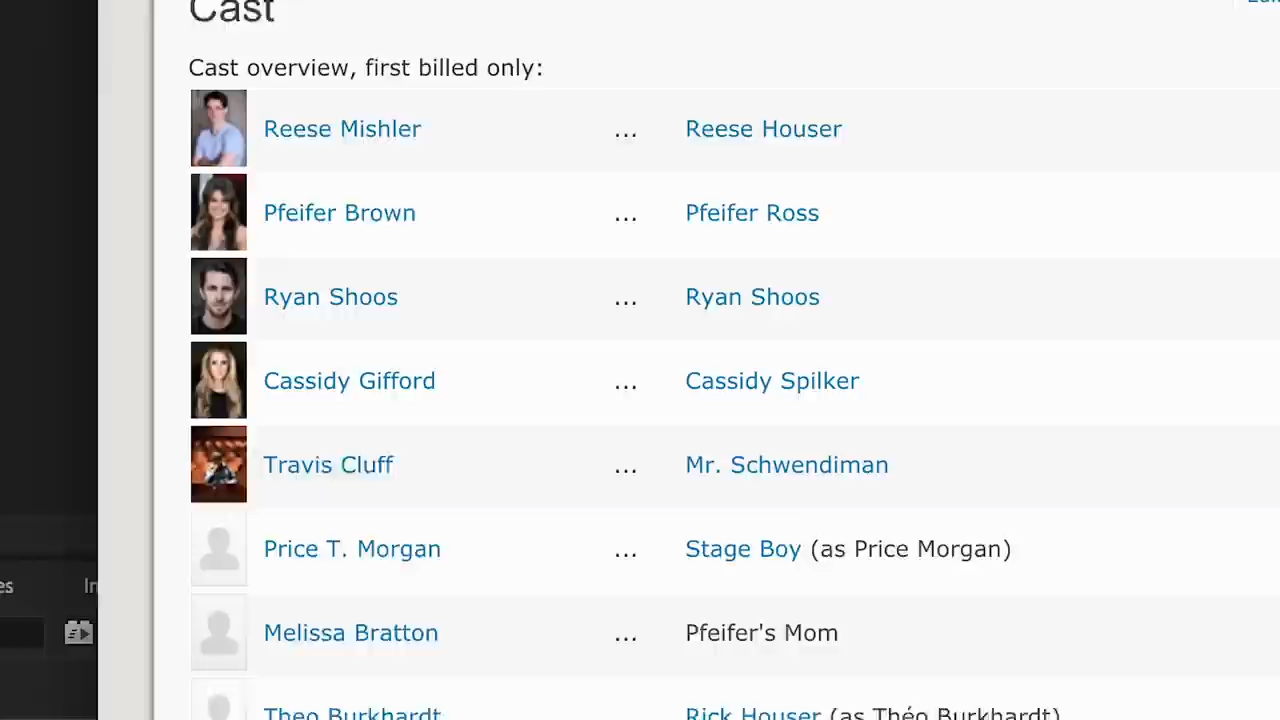 Cast
Cast overview, first billed only:
Reese Mishler ... Reese Houser
Pfeifer Brown ... Pfeifer Ross
Ryan Shoos ... Ryan Shoos
Cassidy Gifford ... Cassidy Spilker
Travis Cluff ... Mr. Schwendiman
Price T. Morgan ... Stage Boy (as Price Morgan)
Melissa Bratton ... Pfeifer's Mom
Theo Burkhardt Rick Houser (as Théo Burkhardt)